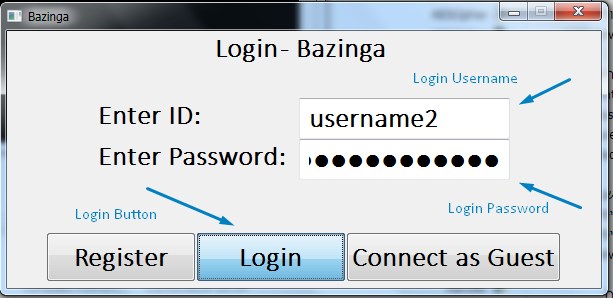 Bazinga
Login- Bazinga
Login Username
Enter ID:
username2
Enter Password:
●●●●●●●●●●●●
Login Password
Login Button
Register
Login
Connect as Guest